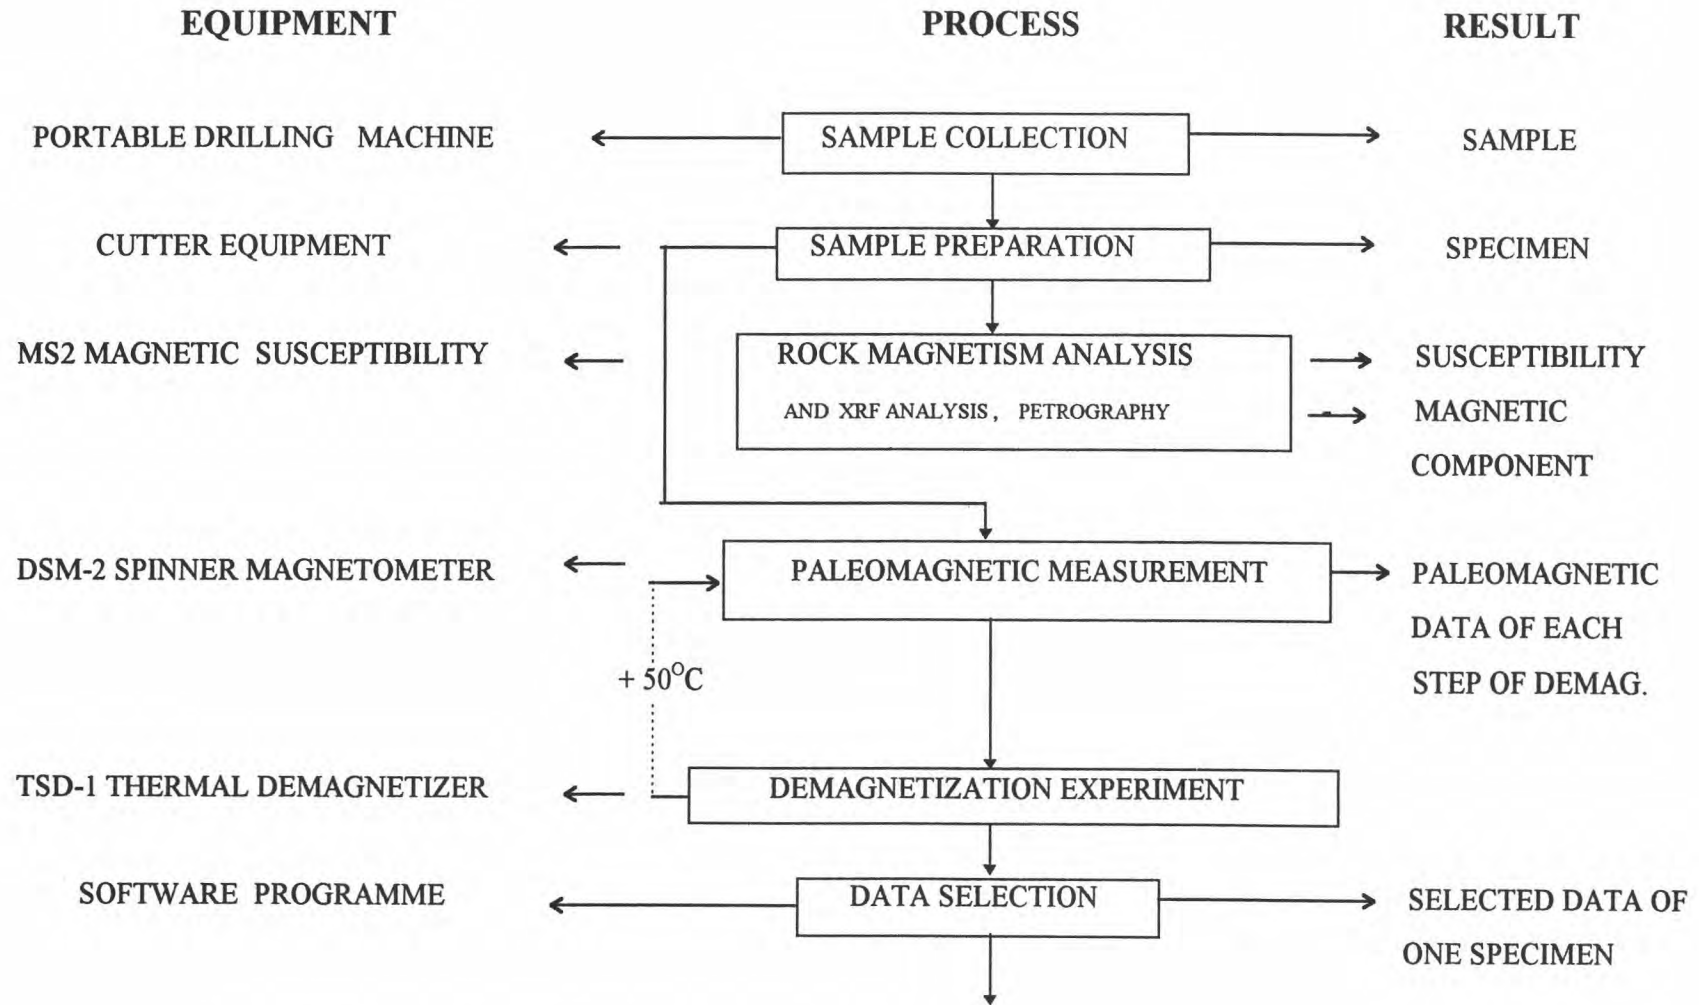 EQUIPMENT PROCESS RESULT
PORTABLE DRILLING MACHINE SAMPLE COLLECTION SAMPLE
CUTTER EQUIPMENT SAMPLE PREPARATION SPECIMEN
MS2 MAGNETIC SUSCEPTIBILITY ROCK MAGNETISM ANALYSIS SUSCEPTIBILITY
AND XRF ANALYSIS, PETROGRAPHY MAGNETIC
COMPONENT
DSM-2 SPINNER MAGNETOMETER PALEOMAGNETIC MEASUREMENT PALEOMAGNETIC
DATA OF EACH
+ 50°C STEP OF DEMAG.
TSD-1 THERMAL DEMAGNETIZER DEMAGNETIZATION EXPERIMENT
SOFTWARE PROGRAMME DATA SELECTION SELECTED DATA OF
ONE SPECIMEN